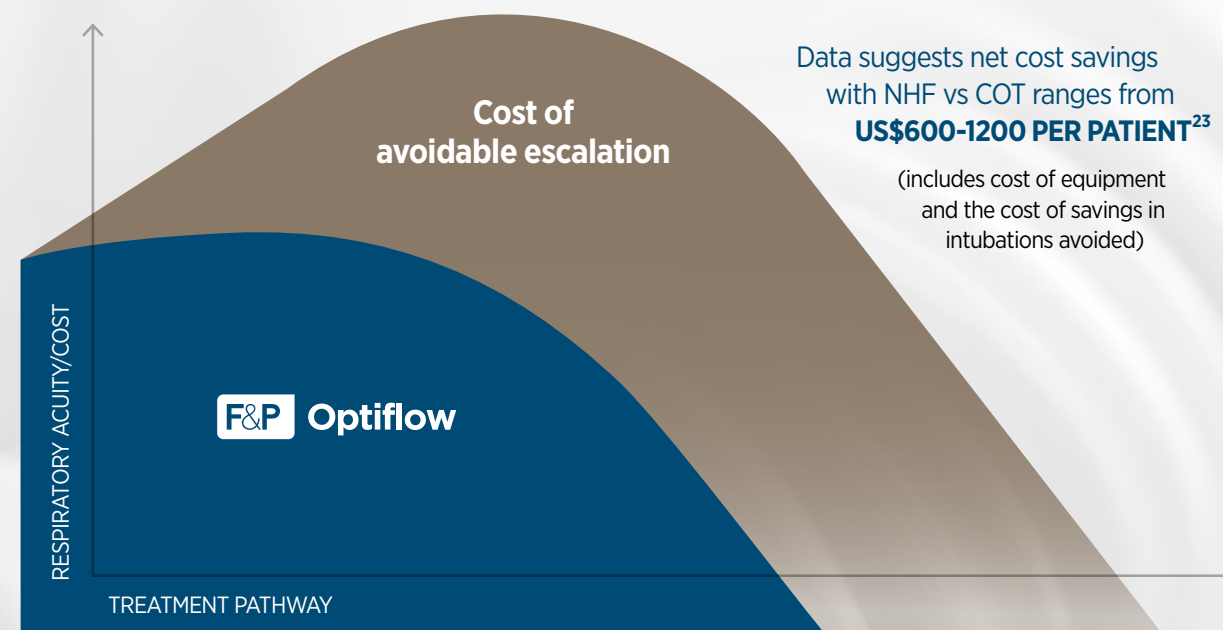 Data suggests net cost savings
with NHF vs COT ranges from
US$600-1200 PER PATIENT23
(includes cost of equipment
and the cost of savings in
intubations avoided)
Cost of
avoidable escalation
F&P Optiflow
RESPIRATORY ACUITY/COST
TREATMENT PATHWAY